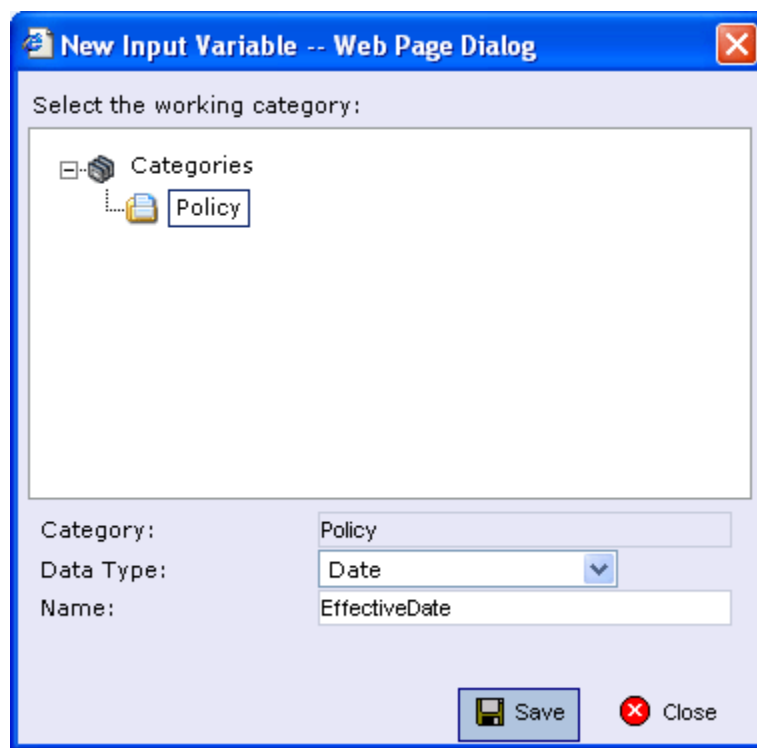 New Input Variable -- Web Page Dialog
Select the working category:
Categories
Policy
Category: Policy
Data Type: Date
Name: EffectiveDate
Save Close